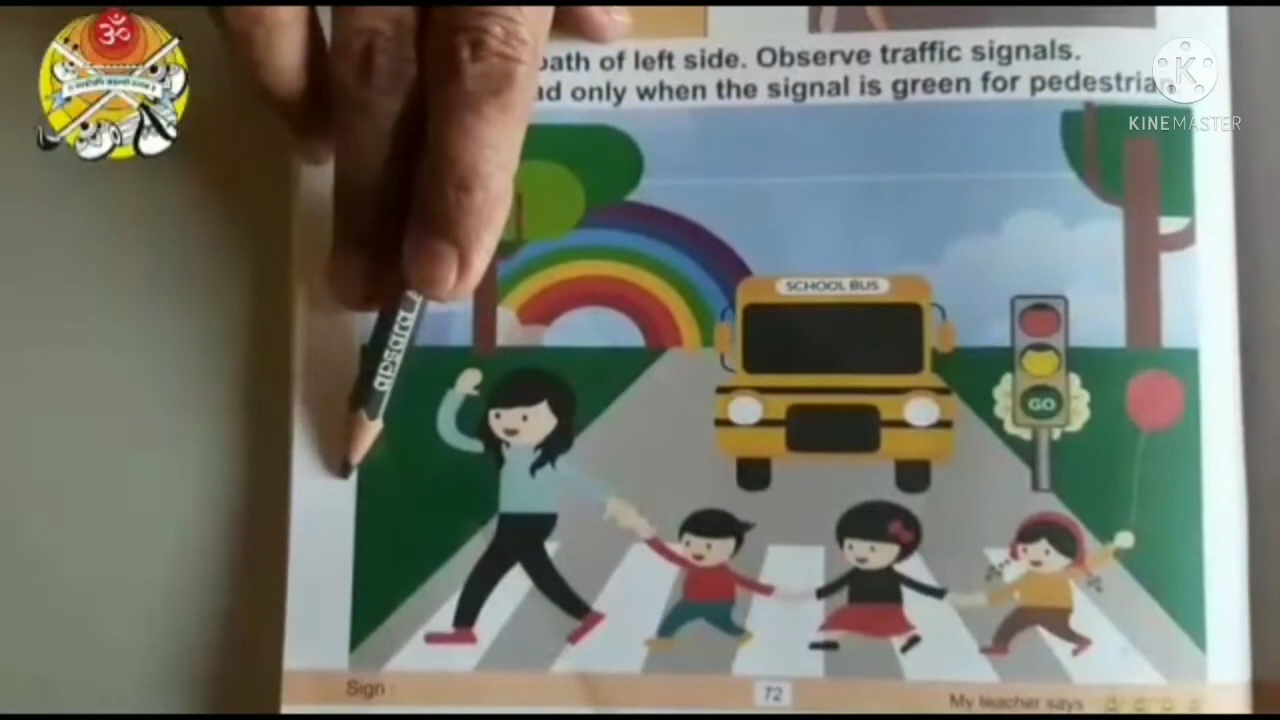 path of left side. Observe traffic signals.
ad only when the signal is green for pedestrian
KINEMASTER
SCHOOL BUS
apsara
GO
Sign :
72
My teacher says